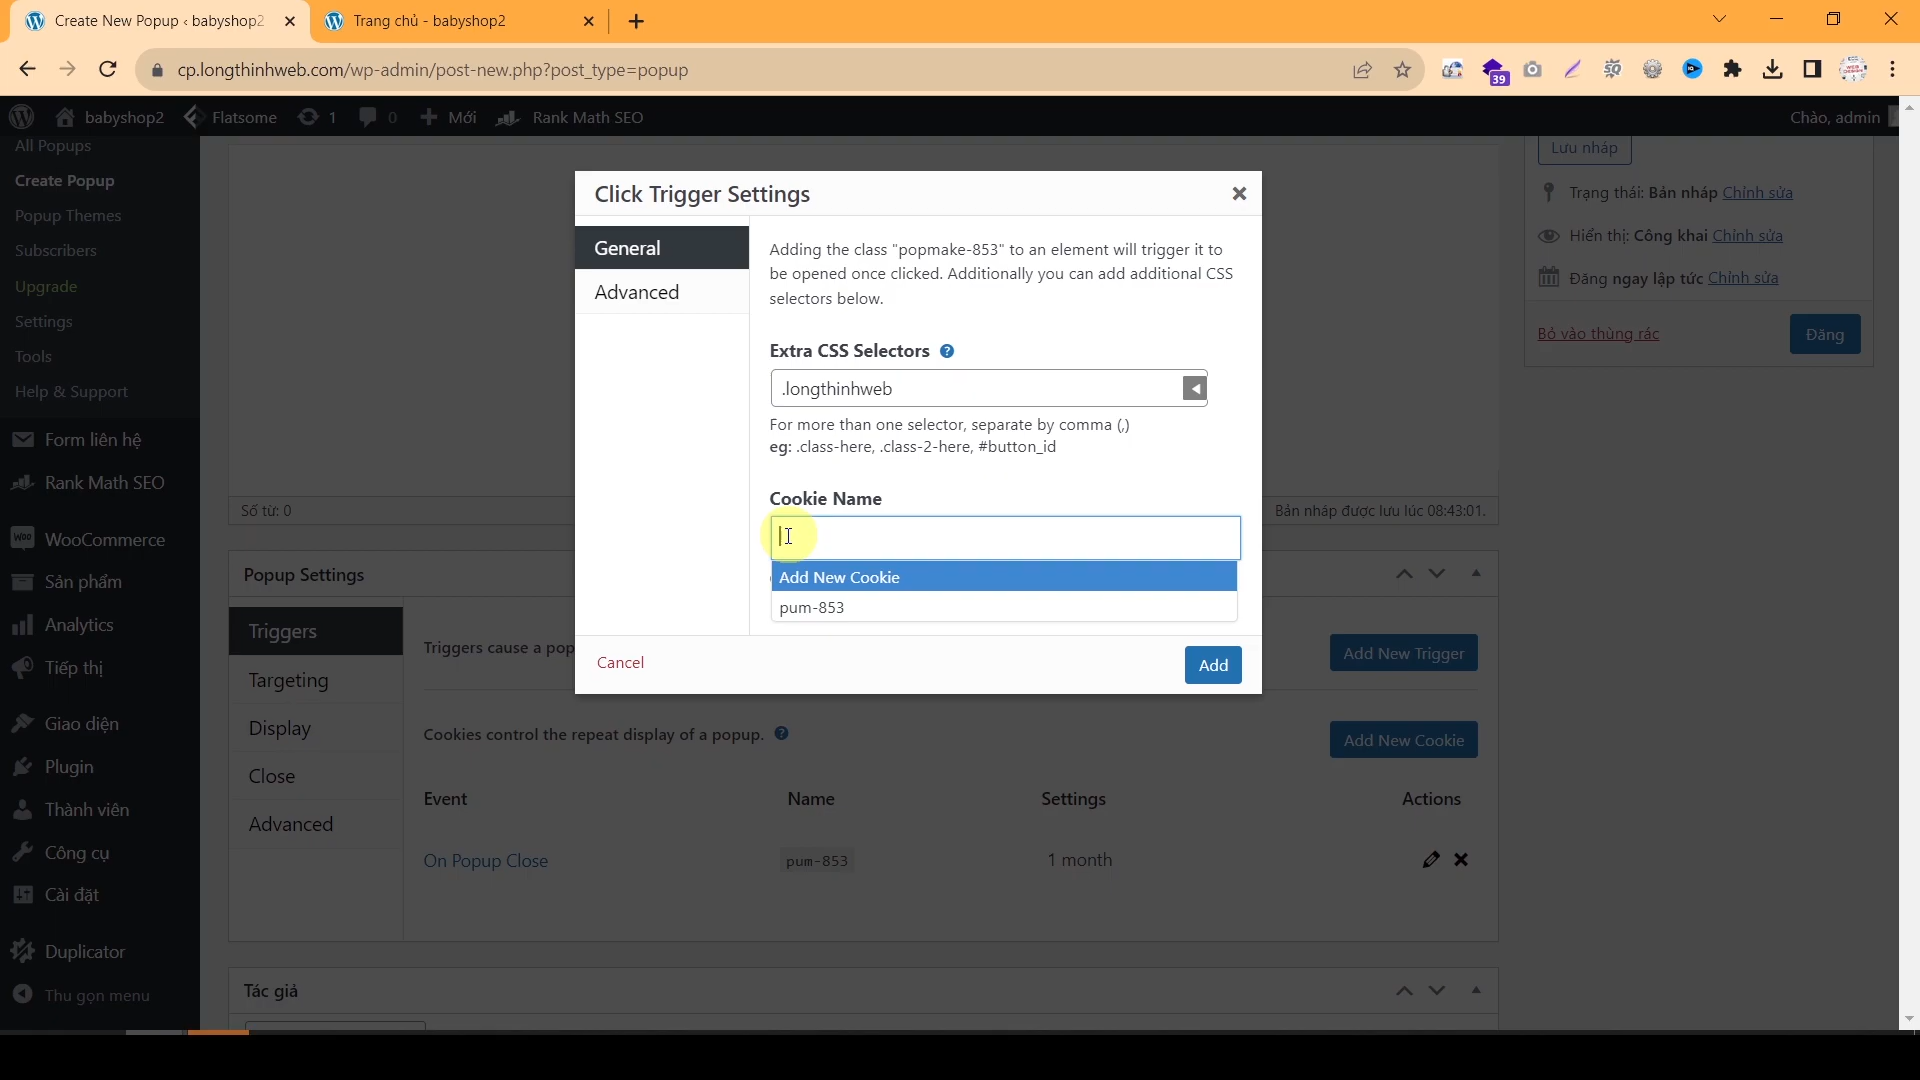 Create New Popup ‹ babyshop2
Trang chủ - babyshop2
cp.longthinhweb.com/wp-admin/post-new.php?post_type=popup
39
babyshop2
Flatsome
1
0
Mới
Rank Math SEO
Chào, admin
All Popups
Create Popup
Popup Themes
Subscribers
Upgrade
Settings
Tools
Help & Support
Form liên hệ
Rank Math SEO
WooCommerce
Sản phẩm
Analytics
Tiếp thị
Giao diện
Plugin
Thành viên
Công cụ
Cài đặt
Duplicator
Thu gọn menu
Click Trigger Settings
General
Advanced
Adding the class "popmake-853" to an element will trigger it to
be opened once clicked. Additionally you can add additional CSS
selectors below.
Extra CSS Selectors
.longthinhweb
For more than one selector, separate by comma (,)
eg: .class-here, .class-2-here, #button_id
Cookie Name
Add New Cookie
pum-853
Cancel
Add
Lưu nháp
Trạng thái: Bản nháp Chỉnh sửa
Hiển thị: Công khai Chỉnh sửa
Đăng ngay lập tức Chỉnh sửa
Bỏ vào thùng rác
Đăng
Số từ: 0
Bản nháp được lưu lúc 08:43:01.
Popup Settings
Triggers
Targeting
Display
Close
Advanced
Triggers cause a pop
Add New Trigger
Cookies control the repeat display of a popup.
Add New Cookie
Event
Name
Settings
Actions
On Popup Close
pum-853
1 month
Tác giả